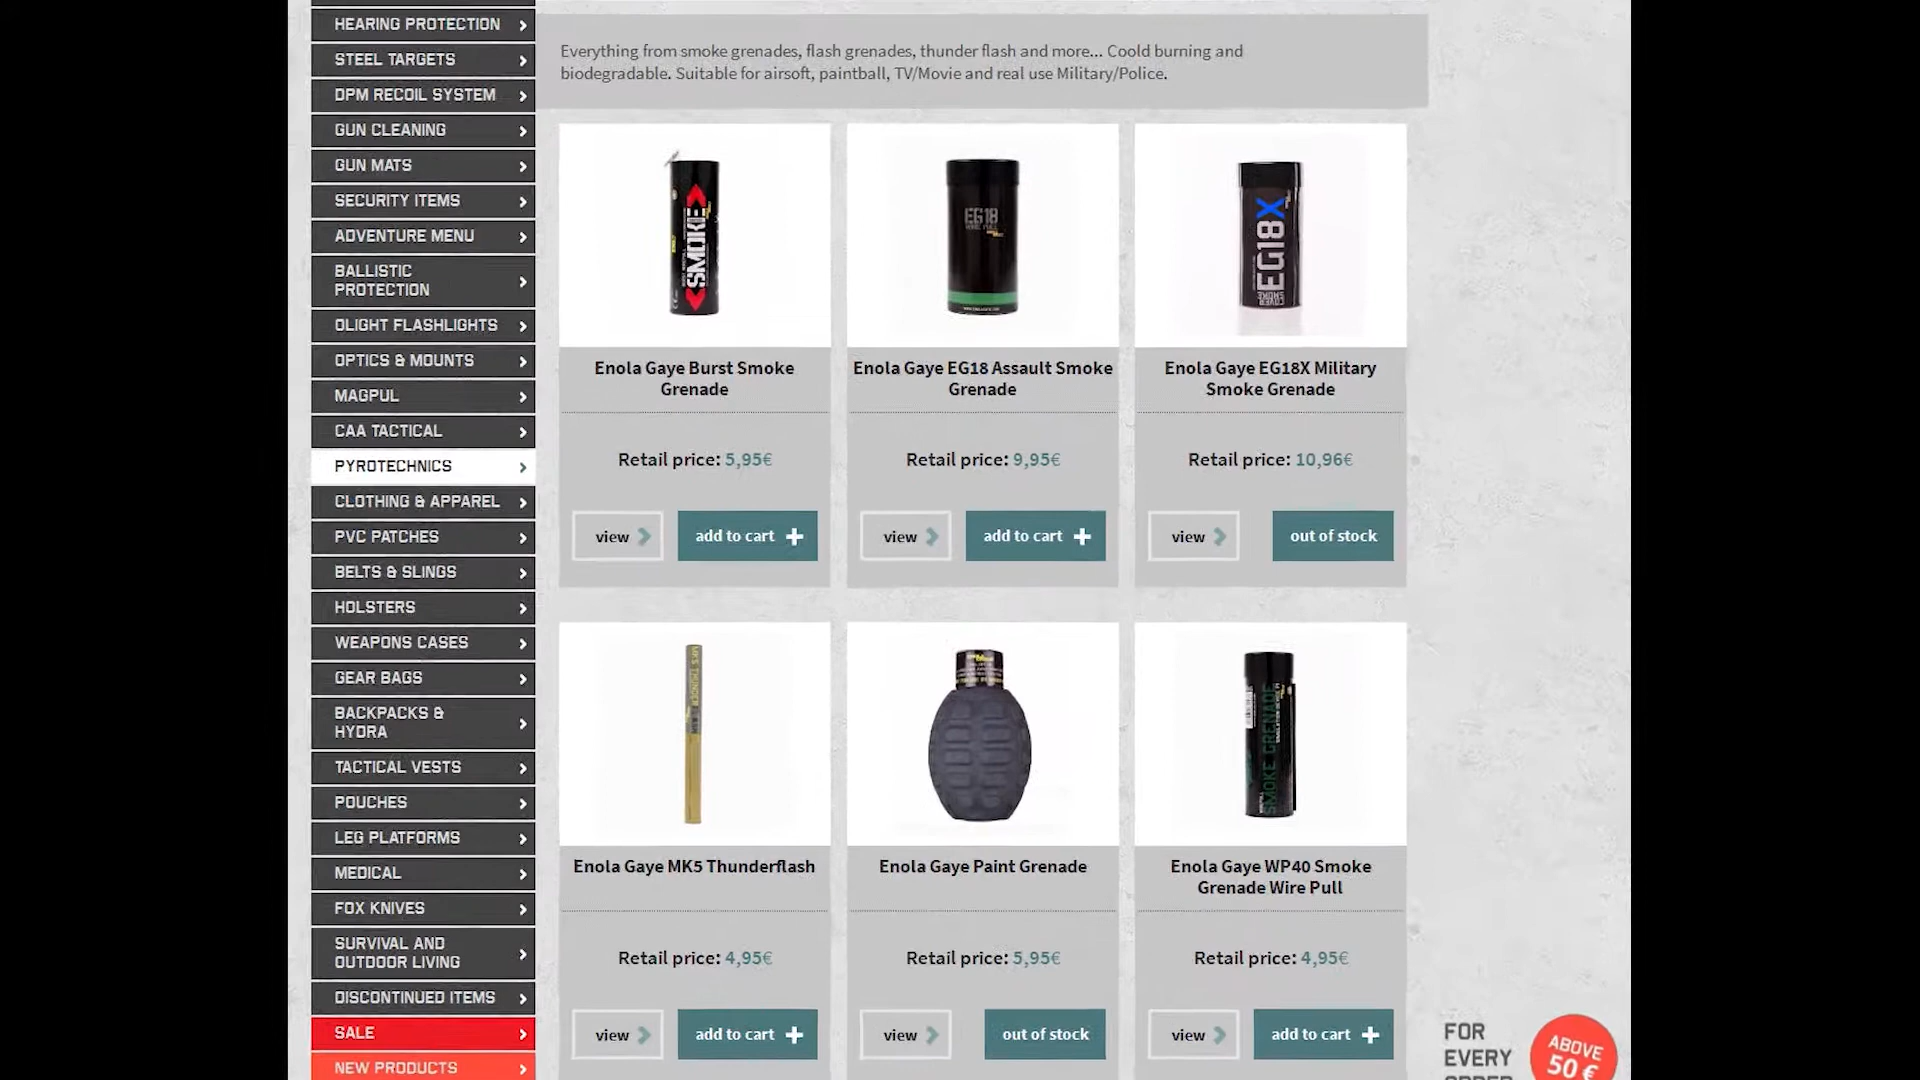 HEARING PROTECTION
STEEL TARGETS
DPM RECOIL SYSTEM
GUN CLEANING
GUN MATS
SECURITY ITEMS
ADVENTURE MENU
BALLISTIC
PROTECTION
OLIGHT FLASHLIGHTS
OPTICS & MOUNTS
MAGPUL
CAA TACTICAL
PYROTECHNICS
CLOTHING & APPAREL
PVC PATCHES
BELTS & SLINGS
HOLSTERS
WEAPONS CASES
GEAR BAGS
BACKPACKS &
HYDRA
TACTICAL VESTS
POUCHES
LEG PLATFORMS
MEDICAL
FOX KNIVES
SURVIVAL AND
OUTDOOR LIVING
DISCONTINUED ITEMS
SALE
NEW PRODUCTS
Everything from smoke grenades, flash grenades, thunder flash and more... Coold burning and
biodegradable. Suitable for airsoft, paintball, TV/Movie and real use Military/Police.
SMOKE
EG18
WIRE PULL
EG18X
SMOKE
Enola Gaye Burst Smoke
Grenade
Enola Gaye EG18 Assault Smoke
Grenade
Enola Gaye EG18X Military
Smoke Grenade
Retail price: 5,95€
Retail price: 9,95€
Retail price: 10,96€
view
add to cart
view
add to cart
view
out of stock
MK5 THUNDER
SMOKE GRENADE
Enola Gaye MK5 Thunderflash
Enola Gaye Paint Grenade
Enola Gaye WP40 Smoke
Grenade Wire Pull
Retail price: 4,95€
Retail price: 5,95€
Retail price: 4,95€
view
add to cart
view
out of stock
view
add to cart
FOR
EVERY
ORDER
ABOVE
50 €